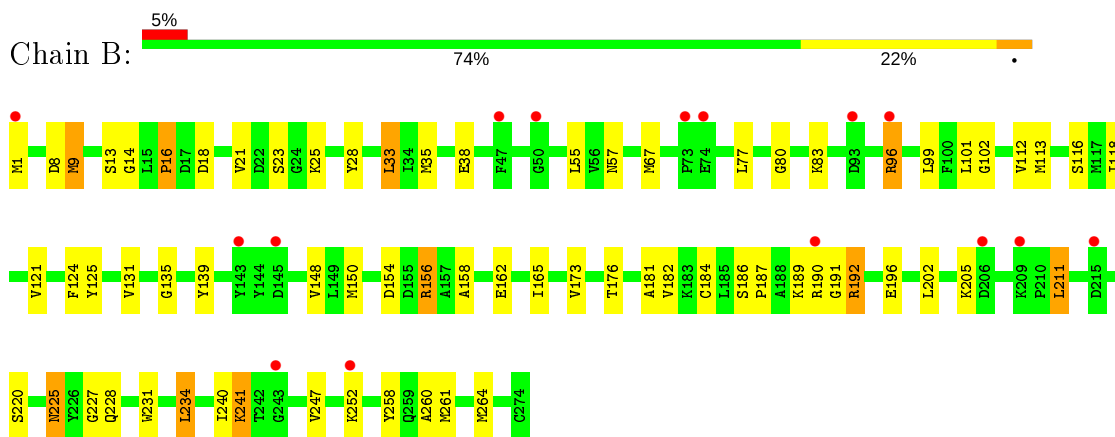 5%
Chain B:
74% 22% •
M1 D8 M9 S13 G14 L15 P16 D17 D18 V21 D22 S23 G24 K25 Y28 L33 I34 M35 E38 F47 G50 L55 V56 N57 M67 P73 E74 L77 G80 K83 D93 R96 L99 F100 L101 G102 V112 M113 S116 M117 I118
V121 F124 Y125 V131 G135 Y139 Y143 Y144 D145 V148 L149 M150 D154 D155 R156 A157 A158 E162 I165 V173 T176 A181 V182 K183 C184 L185 S186 P187 A188 K189 R190 G191 R192 E196 L202 K205 D206 K209 P210 L211 D215
S220 N225 Y226 G227 Q228 W231 L234 I240 K241 T242 G243 V247 K252 Y258 Q259 A260 M261 M264 C274